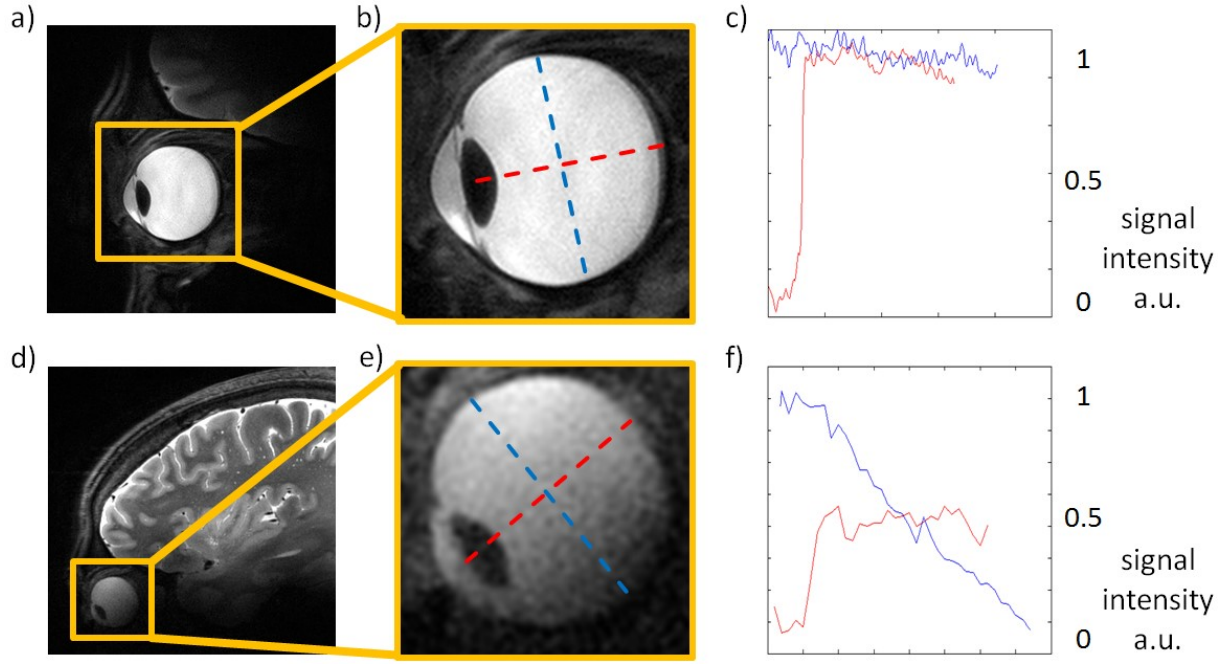 a)
b)
c)
1
0.5
signal
intensity
0
a.u.
d)
e)
f)
1
0.5
signal
intensity
0
a.u.